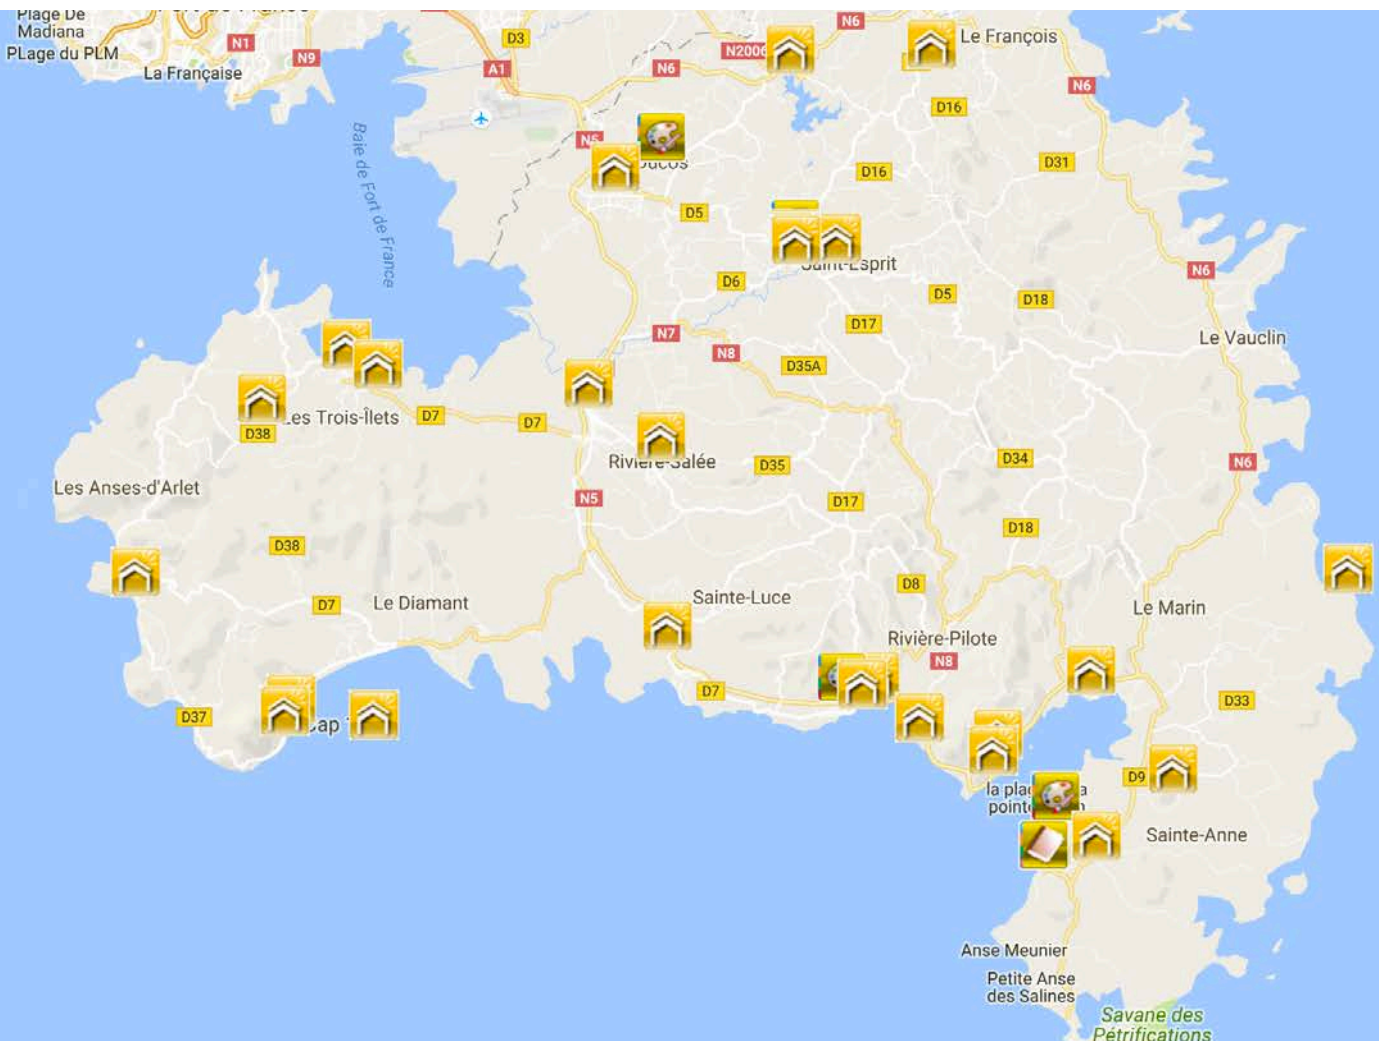 Plage De
Madiana
PLage du PLM
La Française
N1
N9
D3
A1
N6
N2006
N6
Le François
N6
D16
Baie de Fort de France
D31
D16
D5
D6
D5
D18
D17
N6
N7
N8
D35A
Le Vauclin
Les Trois-Îlets
D38
D7
D7
Rivière-Salée
D35
D34
N6
Les Anses-d'Arlet
N5
D17
D18
D38
D7
Le Diamant
Sainte-Luce
D8
Le Marin
Rivière-Pilote
N8
D7
D33
D37
D9
Sainte-Anne
Anse Meunier
Petite Anse
des Salines
Savane des
Pétrifications